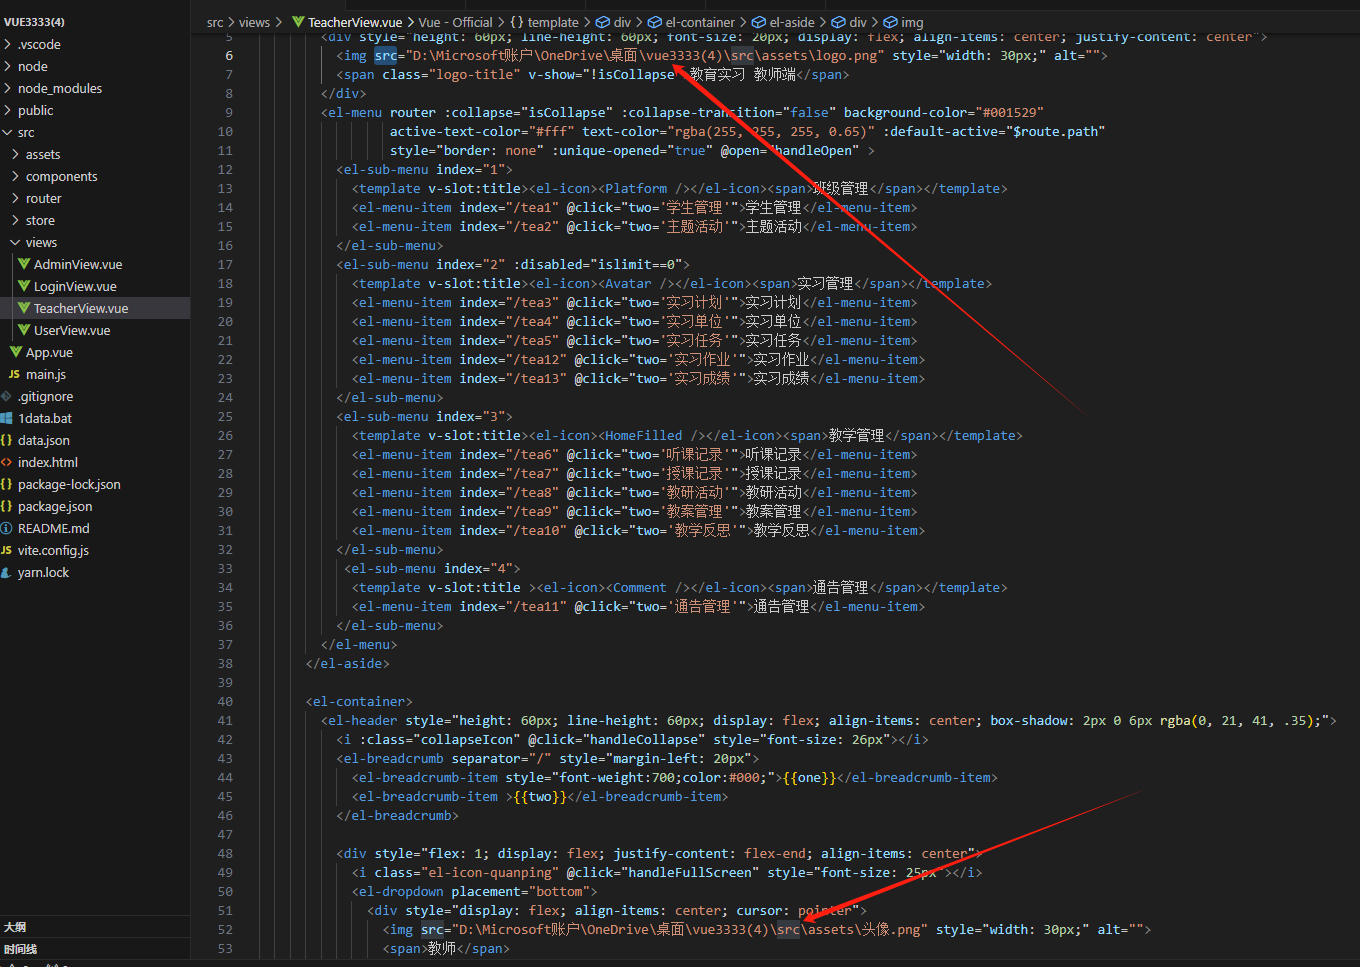 VUE3333(4)
.vscode
node
node_modules
public
src
assets
components
router
store
views
AdminView.vue
LoginView.vue
TeacherView.vue
UserView.vue
App.vue
JS main.js
.gitignore
1data.bat
{} data.json
<> index.html
{} package-lock.json
{} package.json
README.md
JS vite.config.js
yarn.lock
大纲
时间线
src > views > TeacherView.vue > Vue - Official > {} template > div > el-container > el-aside > div > img
5 <div style="height: 60px; line-height: 60px; font-size: 20px; display: flex; align-items: center; justify-content: center">
6 <img src="D:\Microsoft账户\OneDrive\桌面\vue3333(4)\src\assets\logo.png" style="width: 30px;" alt="">
7 <span class="logo-title" v-show="!isCollapse" 教育实习 教师端</span>
8 </div>
9 <el-menu router :collapse="isCollapse" :collapse-transition="false" background-color="#001529"
10 active-text-color="#fff" text-color="rgba(255, 255, 255, 0.65)" :default-active="$route.path"
11 style="border: none" :unique-opened="true" @open="handleOpen" >
12 <el-sub-menu index="1">
13 <template v-slot:title><el-icon><Platform /></el-icon><span>班级管理</span></template>
14 <el-menu-item index="/tea1" @click="two='学生管理'">学生管理</el-menu-item>
15 <el-menu-item index="/tea2" @click="two='主题活动'">主题活动</el-menu-item>
16 </el-sub-menu>
17 <el-sub-menu index="2" :disabled="islimit==0">
18 <template v-slot:title><el-icon><Avatar /></el-icon><span>实习管理</span></template>
19 <el-menu-item index="/tea3" @click="two='实习计划'">实习计划</el-menu-item>
20 <el-menu-item index="/tea4" @click="two='实习单位'">实习单位</el-menu-item>
21 <el-menu-item index="/tea5" @click="two='实习任务'">实习任务</el-menu-item>
22 <el-menu-item index="/tea12" @click="two='实习作业'">实习作业</el-menu-item>
23 <el-menu-item index="/tea13" @click="two='实习成绩'">实习成绩</el-menu-item>
24 </el-sub-menu>
25 <el-sub-menu index="3">
26 <template v-slot:title><el-icon><HomeFilled /></el-icon><span>教学管理</span></template>
27 <el-menu-item index="/tea6" @click="two='听课记录'">听课记录</el-menu-item>
28 <el-menu-item index="/tea7" @click="two='授课记录'">授课记录</el-menu-item>
29 <el-menu-item index="/tea8" @click="two='教研活动'">教研活动</el-menu-item>
30 <el-menu-item index="/tea9" @click="two='教案管理'">教案管理</el-menu-item>
31 <el-menu-item index="/tea10" @click="two='教学反思'">教学反思</el-menu-item>
32 </el-sub-menu>
33 <el-sub-menu index="4">
34 <template v-slot:title ><el-icon><Comment /></el-icon><span>通告管理</span></template>
35 <el-menu-item index="/tea11" @click="two='通告管理'">通告管理</el-menu-item>
36 </el-sub-menu>
37 </el-menu>
38 </el-aside>
39
40 <el-container>
41 <el-header style="height: 60px; line-height: 60px; display: flex; align-items: center; box-shadow: 2px 0 6px rgba(0, 21, 41, .35);">
42 <i :class="collapseIcon" @click="handleCollapse" style="font-size: 26px"></i>
43 <el-breadcrumb separator="/" style="margin-left: 20px">
44 <el-breadcrumb-item style="font-weight:700;color:#000;">{{one}}</el-breadcrumb-item>
45 <el-breadcrumb-item >{{two}}</el-breadcrumb-item>
46 </el-breadcrumb>
47
48 <div style="flex: 1; display: flex; justify-content: flex-end; align-items: center">
49 <i class="el-icon-quanping" @click="handleFullScreen" style="font-size: 25px"></i>
50 <el-dropdown placement="bottom">
51 <div style="display: flex; align-items: center; cursor: pointer">
52 <img src="D:\Microsoft账户\OneDrive\桌面\vue3333(4)\src\assets\头像.png" style="width: 30px;" alt="">
53 <span>教师</span>